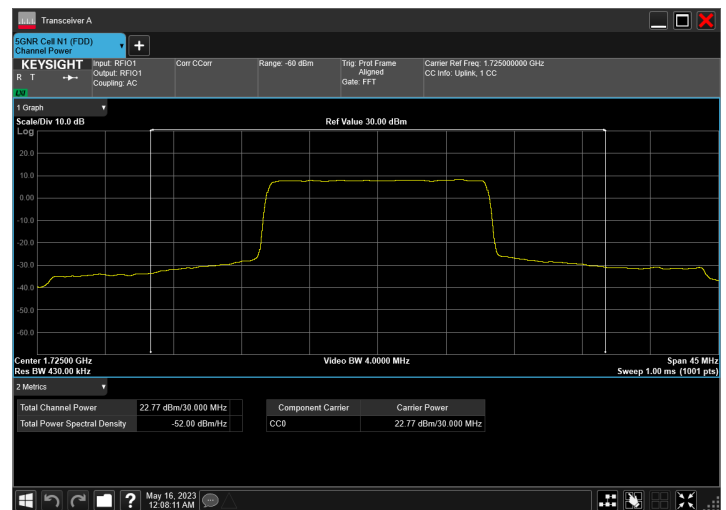 Transceiver A
5GNR Cell N1 (FDD)
Channel Power
KEYSIGHT
R T
LXI
Input: RFIO1
Output: RFIO1
Coupling: AC
Corr CCorr
Range: -60 dBm
Trig: Prot Frame
Aligned
Gate: FFT
Carrier Ref Freq: 1.725000000 GHz
CC Info: Uplink, 1 CC
1 Graph
Scale/Div 10.0 dB
Ref Value 30.00 dBm
Log
20.0
10.0
0.00
-10.0
-20.0
-30.0
-40.0
-50.0
-60.0
Center 1.72500 GHz
Span 45 MHz
Res BW 430.00 kHz
Video BW 4.0000 MHz
Sweep 1.00 ms (1001 pts)
2 Metrics
Total Channel Power 22.77 dBm/30.000 MHz
Total Power Spectral Density -52.00 dBm/Hz
Component Carrier Carrier Power
CC0 22.77 dBm/30.000 MHz
?
May 16, 2023
12:08:11 AM